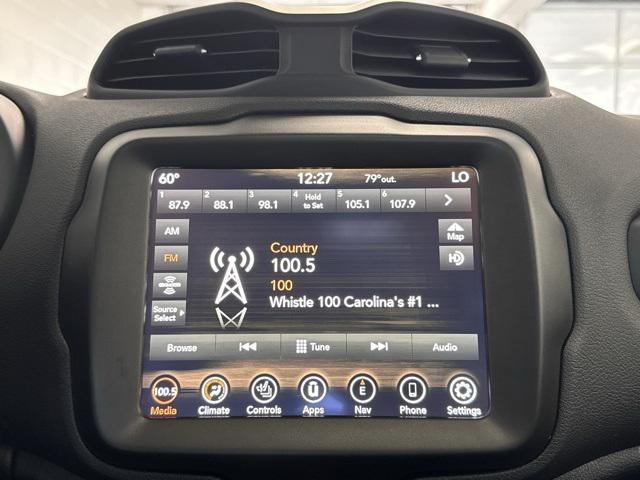 60° 12:27 79°out. LO
1 87.9 2 88.1 3 98.1 4 Hold to Set 5 105.1 6 107.9 >
AM
Map
FM
HD
Country
100.5
100
Whistle 100 Carolina's #1 ...
Source Select
Browse Tune Audio
100.5 E
Media Climate Controls Apps Nav Phone Settings